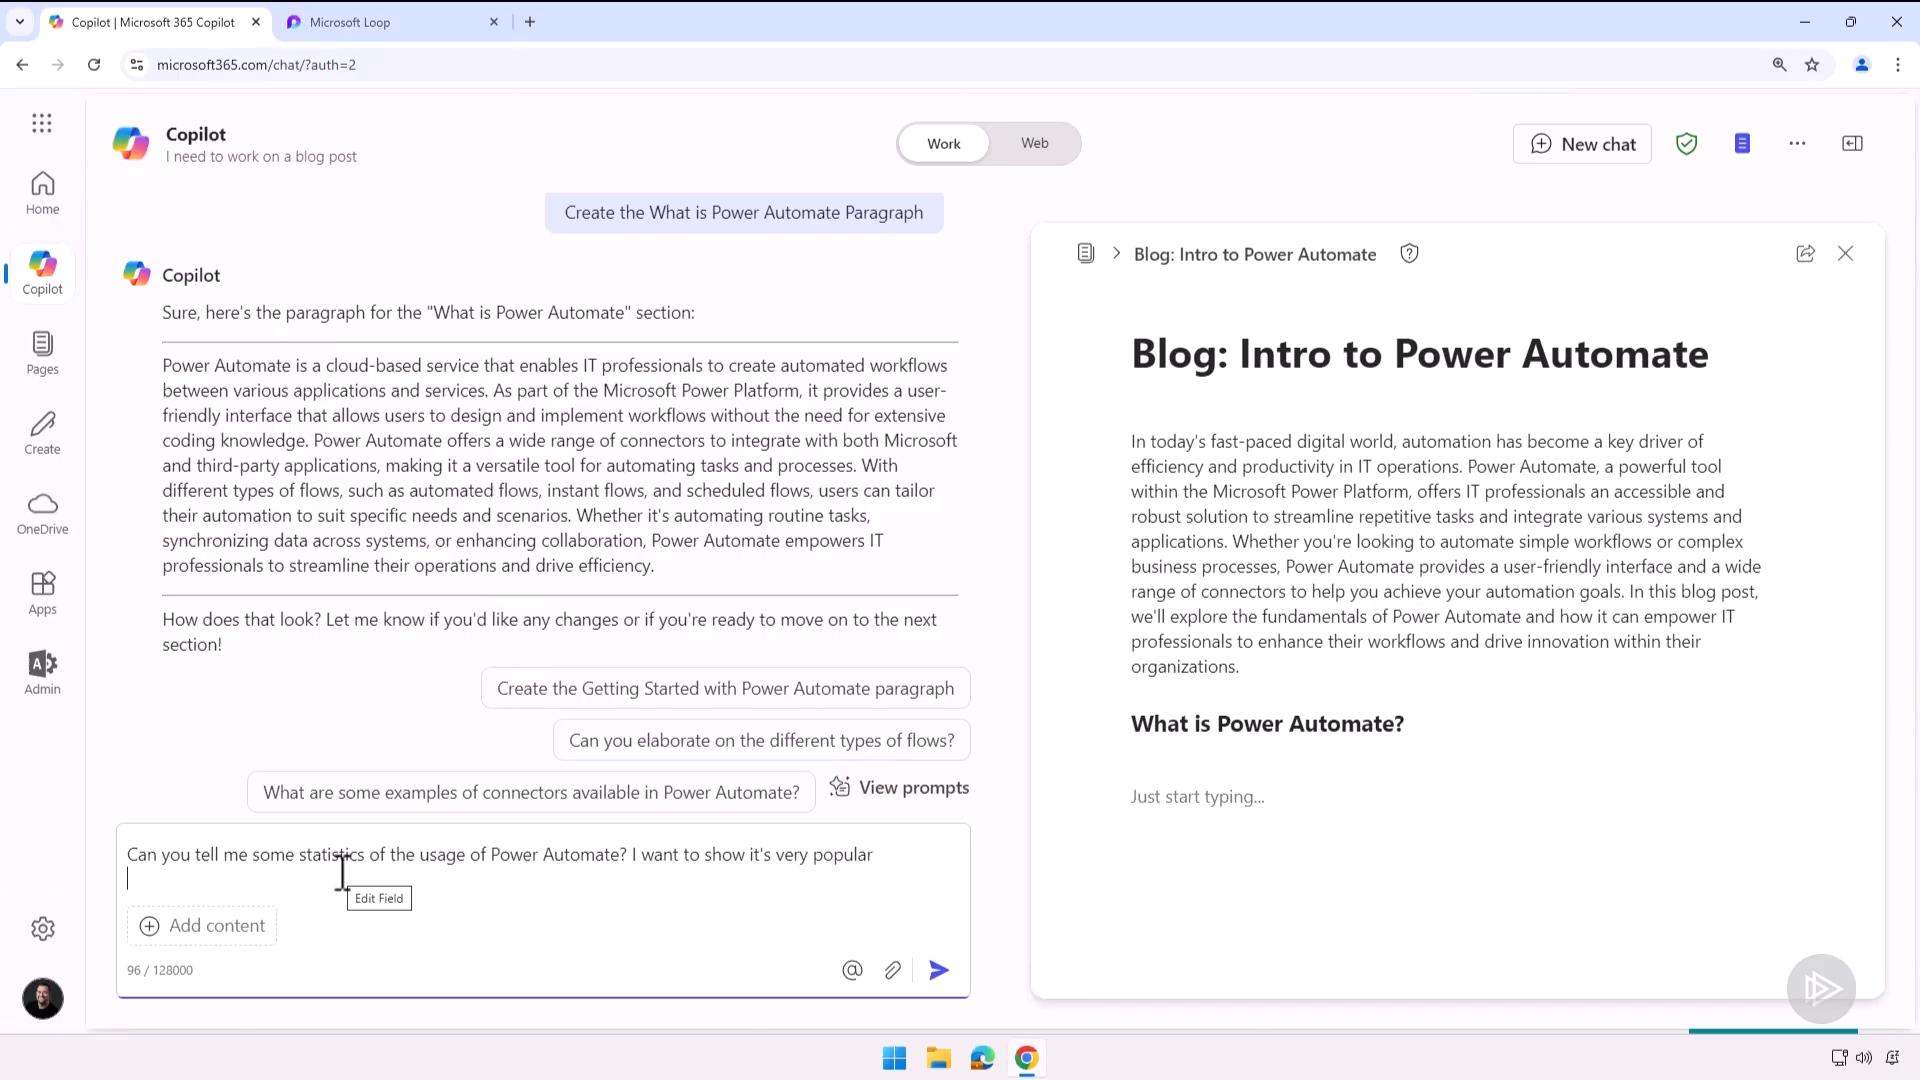 Copilot | Microsoft 365 Copilot
Microsoft Loop
microsoft365.com/chat/?auth=2
Copilot
I need to work on a blog post
Work
Web
New chat
Home
Copilot
Pages
Create
OneDrive
Apps
Admin
Create the What is Power Automate Paragraph
Copilot
Sure, here's the paragraph for the "What is Power Automate" section:
Power Automate is a cloud-based service that enables IT professionals to create automated workflows
between various applications and services. As part of the Microsoft Power Platform, it provides a user-
friendly interface that allows users to design and implement workflows without the need for extensive
coding knowledge. Power Automate offers a wide range of connectors to integrate with both Microsoft
and third-party applications, making it a versatile tool for automating tasks and processes. With
different types of flows, such as automated flows, instant flows, and scheduled flows, users can tailor
their automation to suit specific needs and scenarios. Whether it's automating routine tasks,
synchronizing data across systems, or enhancing collaboration, Power Automate empowers IT
professionals to streamline their operations and drive efficiency.
How does that look? Let me know if you'd like any changes or if you're ready to move on to the next
section!
Create the Getting Started with Power Automate paragraph
Can you elaborate on the different types of flows?
What are some examples of connectors available in Power Automate?
View prompts
Can you tell me some statistics of the usage of Power Automate? I want to show it's very popular
Edit Field
Add content
96 / 128000
Blog: Intro to Power Automate
Blog: Intro to Power Automate
In today's fast-paced digital world, automation has become a key driver of
efficiency and productivity in IT operations. Power Automate, a powerful tool
within the Microsoft Power Platform, offers IT professionals an accessible and
robust solution to streamline repetitive tasks and integrate various systems and
applications. Whether you're looking to automate simple workflows or complex
business processes, Power Automate provides a user-friendly interface and a wide
range of connectors to help you achieve your automation goals. In this blog post,
we'll explore the fundamentals of Power Automate and how it can empower IT
professionals to enhance their workflows and drive innovation within their
organizations.
What is Power Automate?
Just start typing...